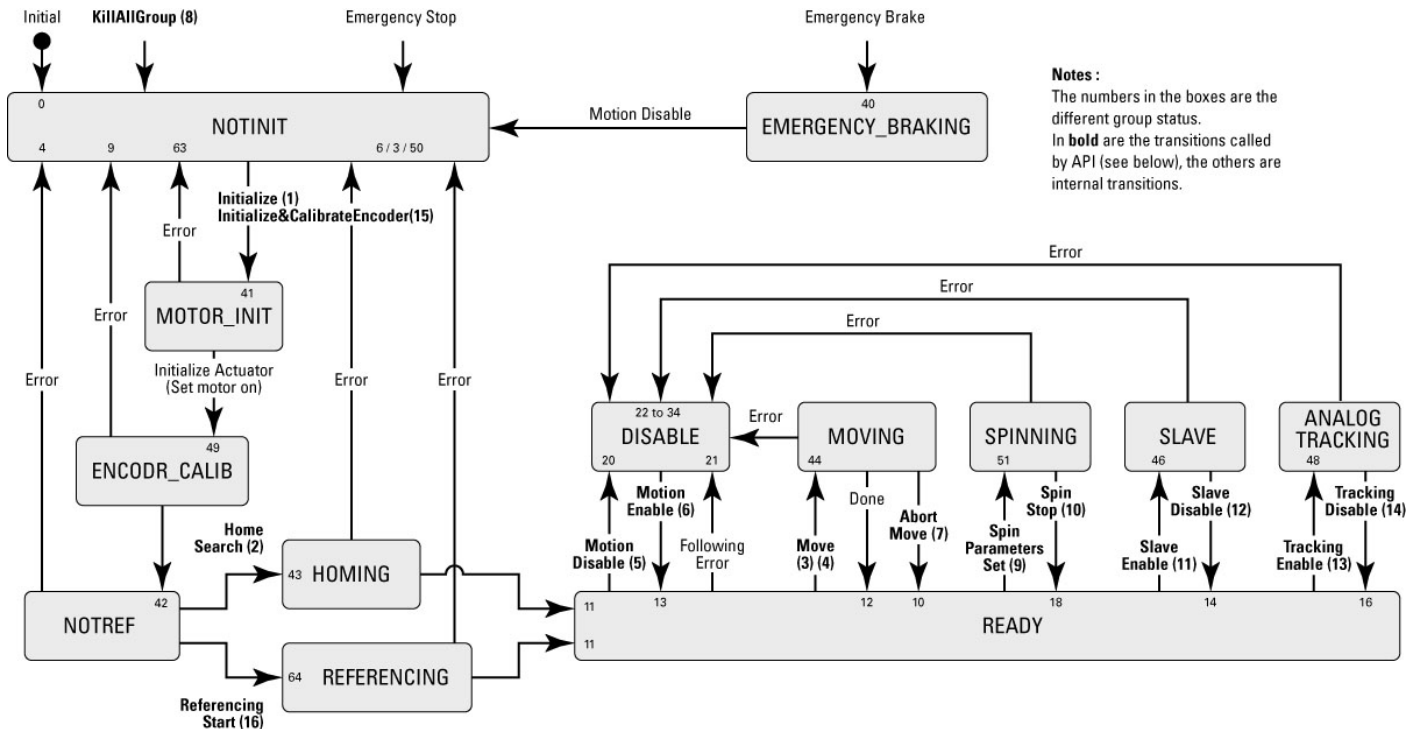 Initial
KillAllGroup (8)
Emergency Stop
Emergency Brake
0
NOTINIT
4
9
63
6 / 3 / 50
Motion Disable
40
EMERGENCY_BRAKING
Notes :
The numbers in the boxes are the
different group status.
In bold are the transitions called
by API (see below), the others are
internal transitions.
Initialize (1)
Initialize&CalibrateEncoder(15)
Error
Error
Error
Error
Error
41
MOTOR_INIT
Initialize Actuator
(Set motor on)
49
ENCODR_CALIB
Error
Error
Error
22 to 34
DISABLE
20
21
Error
MOVING
44
SPINNING
51
SLAVE
46
ANALOG
TRACKING
48
Motion
Disable (5)
Motion
Enable (6)
Following
Error
Move
(3) (4)
Done
Abort
Move (7)
Spin
Parameters
Set (9)
Spin
Stop (10)
Slave
Enable (11)
Slave
Disable (12)
Tracking
Enable (13)
Tracking
Disable (14)
Home
Search (2)
43
HOMING
42
NOTREF
64
REFERENCING
Referencing
Start (16)
11
11
13
12
10
18
14
16
READY